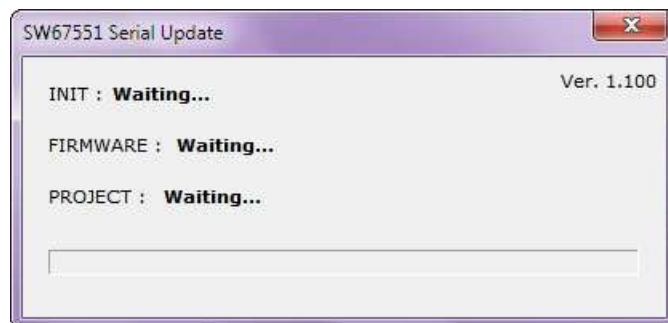 SW67551 Serial Update
Ver. 1.100
INIT : Waiting...
FIRMWARE : Waiting...
PROJECT : Waiting...